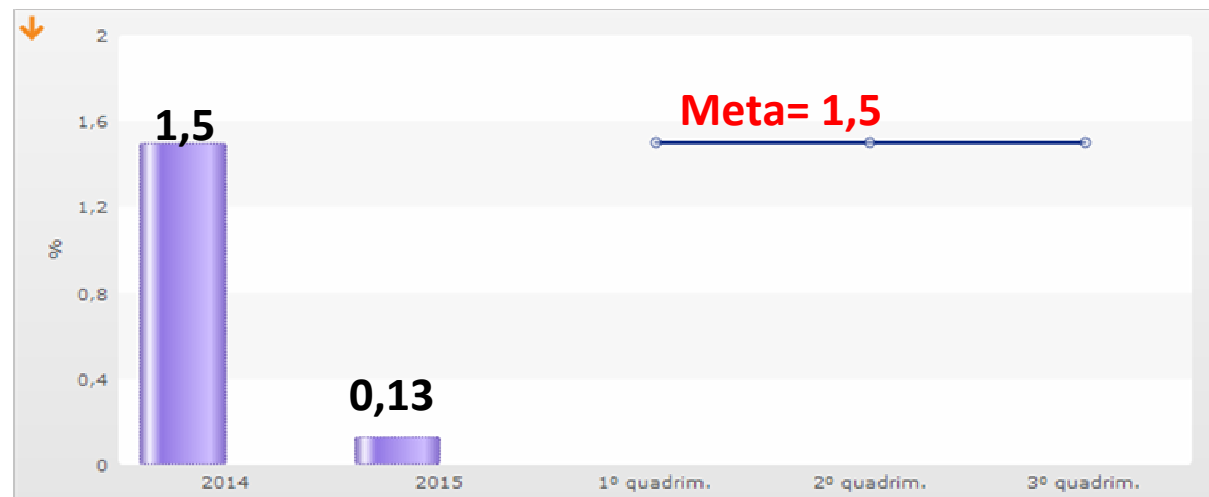 2
1,6
1,2
0,8
0,4
0
%
1,5
0,13
Meta= 1,5
2014
2015
1º quadrim.
2º quadrim.
3º quadrim.